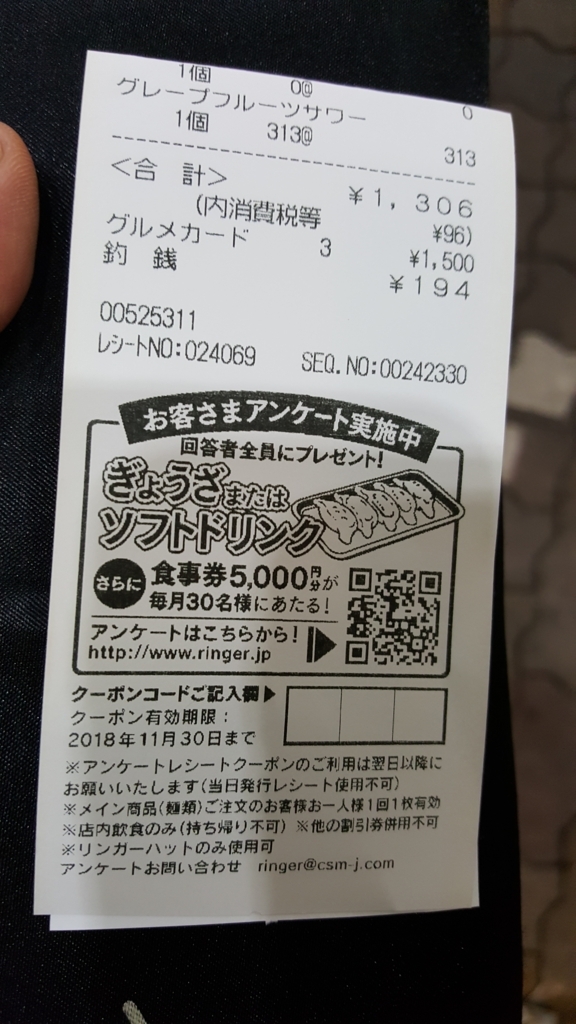 1個 0@ 0
グレープフルーツサワー
1個 313@ 313
<合 計> ¥1,306
(内消費税等 ¥96)
グルメカード 3 ¥1,500
釣 銭 ¥194
00525311
レシートNO:024069 SEQ.NO:00242330
お客さまアンケート実施中
回答者全員にプレゼント!
ぎょうざまたは
ソフトドリンク
さらに 食事券5,000円分が
毎月30名様にあたる!
アンケートはこちらから!
http://www.ringer.jp
クーポンコードご記入欄▶
クーポン有効期限:
2018年11月30日まで
※アンケートレシートクーポンのご利用は翌日以降に
お願いいたします(当日発行レシート使用不可)
※メイン商品(麺類)ご注文のお客様お一人様1回1枚有効
※店内飲食のみ(持ち帰り不可) ※他の割引券併用不可
※リンガーハットのみ使用可
アンケートお問い合わせ ringer@csm-j.com